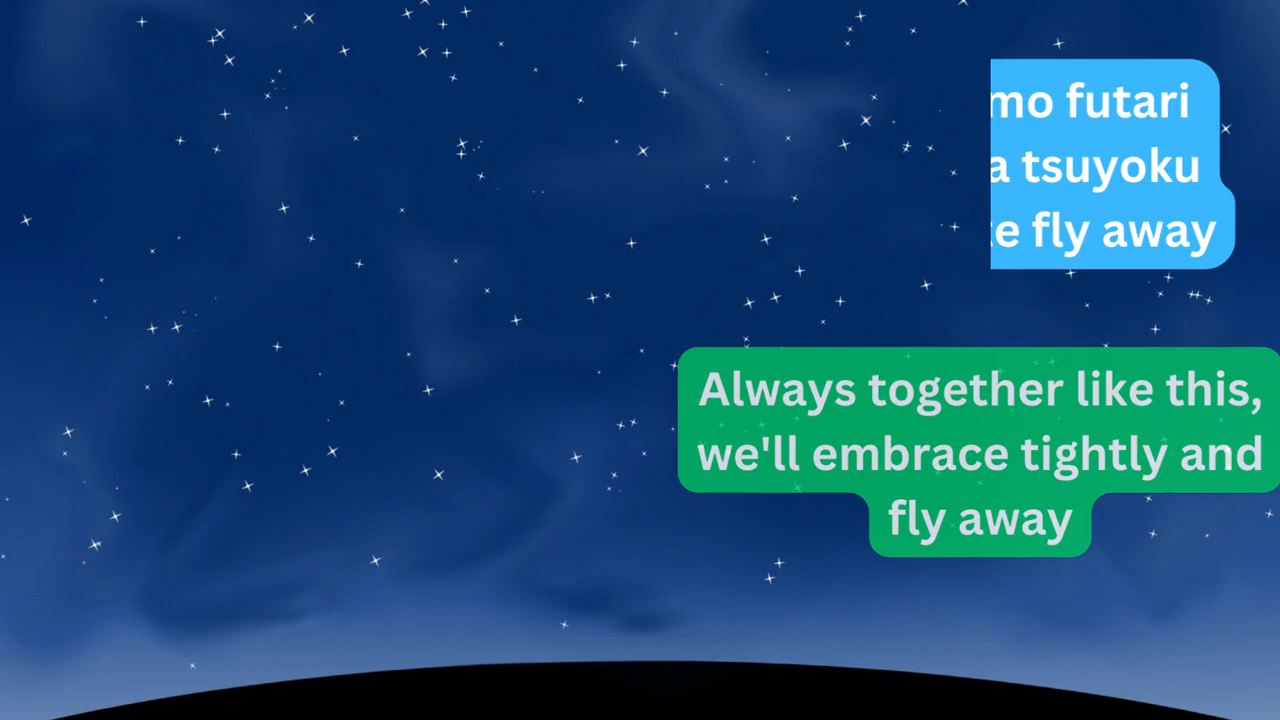 mo futari
a tsuyoku
e fly away
Always together like this,
we'll embrace tightly and
fly away